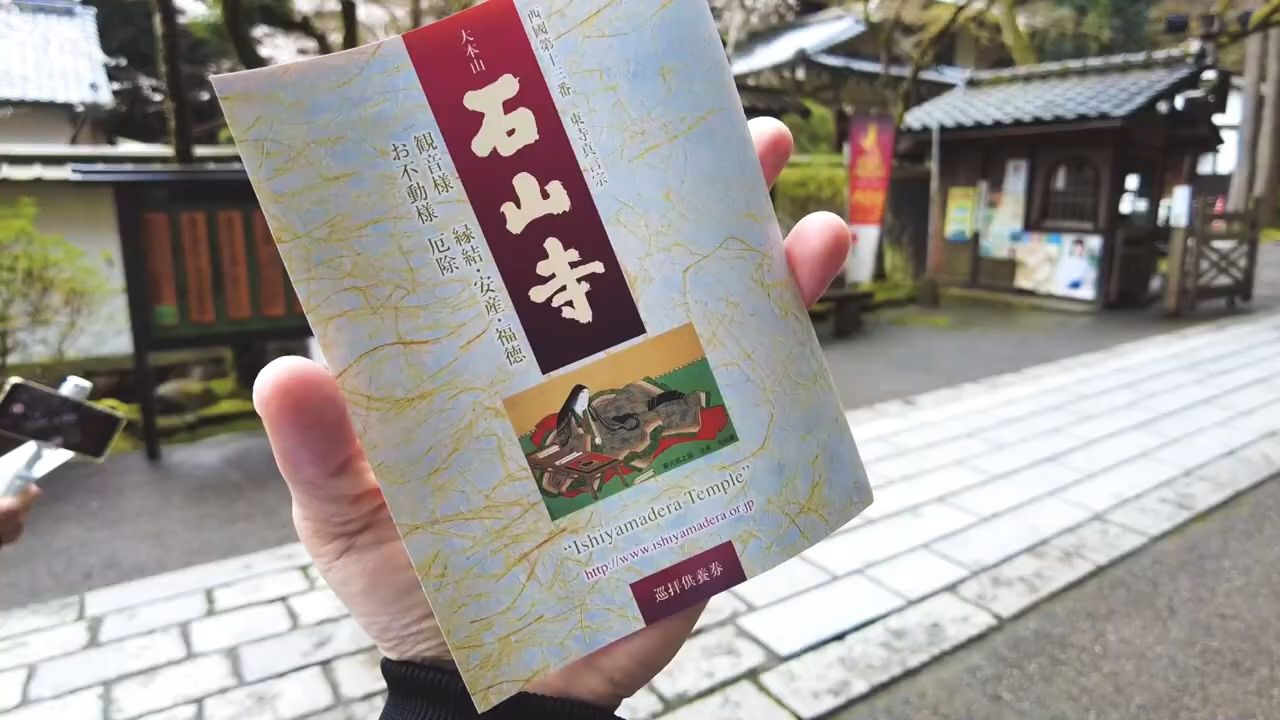 西國第十三番 東寺真言宗
大本山
石山寺
観音様 縁結・安産・福徳
お不動様 厄除
"Ishiyamadera Temple"
http://www.ishiyamadera.or.jp
巡拝供養券